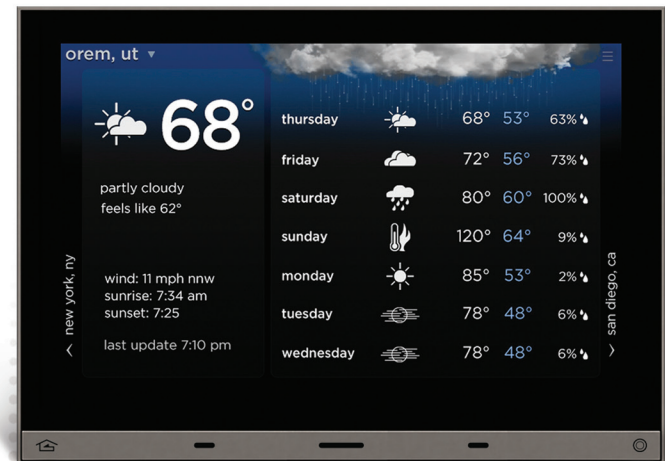 orem, ut
68°
partly cloudy
feels like 62°
wind: 11 mph nnw
sunrise: 7:34 am
sunset: 7:25
last update 7:10 pm
thursday 68° 53° 63%
friday 72° 56° 73%
saturday 80° 60° 100%
sunday 120° 64° 9%
monday 85° 53° 2%
tuesday 78° 48° 6%
wednesday 78° 48° 6%
new york, ny
san diego, ca